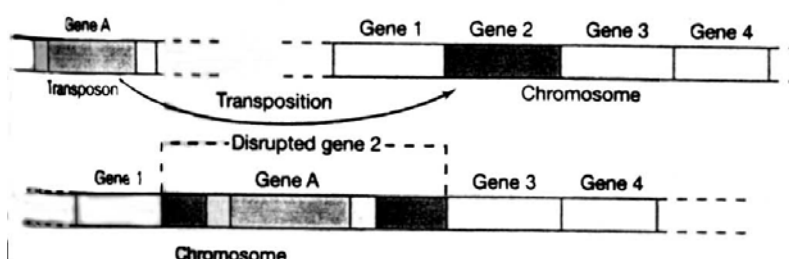 Gene A
Gene 1 Gene 2 Gene 3 Gene 4
Transposon
Transposition
Chromosome
Disrupted gene 2
Gene 1 Gene A Gene 3 Gene 4
Chromosome